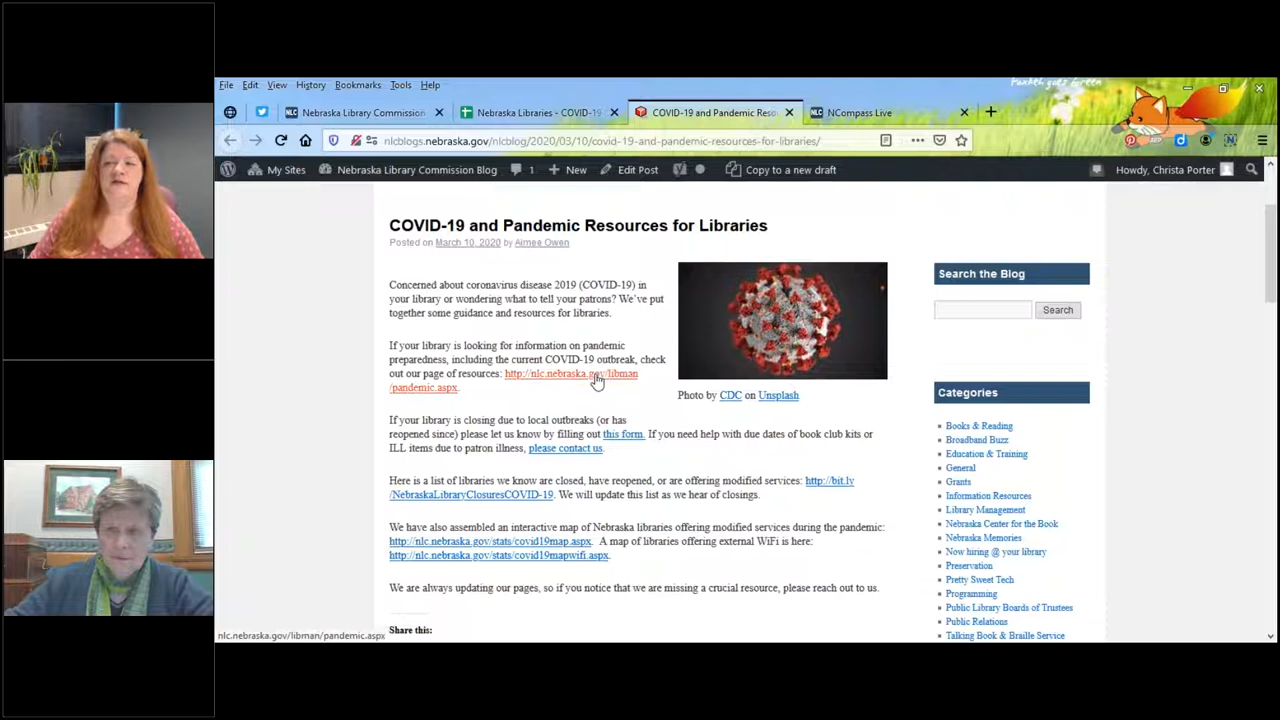 File Edit View History Bookmarks Tools Help
Nebraska Library Commission
Nebraska Libraries - COVID-19
COVID-19 and Pandemic Reso
NCompass Live
nlcblogs.nebraska.gov/nlcblog/2020/03/10/covid-19-and-pandemic-resources-for-libraries/
My Sites Nebraska Library Commission Blog 1 New Edit Post Copy to a new draft Howdy, Christa Porter
COVID-19 and Pandemic Resources for Libraries
Posted on March 10, 2020 by Aimee Owen
Concerned about coronavirus disease 2019 (COVID-19) in
your library or wondering what to tell your patrons? We've put
together some guidance and resources for libraries.
If your library is looking for information on pandemic
preparedness, including the current COVID-19 outbreak, check
out our page of resources: http://nlc.nebraska.gov/libman
/pandemic.aspx.
Photo by CDC on Unsplash
If your library is closing due to local outbreaks (or has
reopened since) please let us know by filling out this form. If you need help with due dates of book club kits or
ILL items due to patron illness, please contact us.
Here is a list of libraries we know are closed, have reopened, or are offering modified services: http://bit.ly
/NebraskaLibraryClosuresCOVID-19. We will update this list as we hear of closings.
We have also assembled an interactive map of Nebraska libraries offering modified services during the pandemic:
http://nlc.nebraska.gov/stats/covid19map.aspx. A map of libraries offering external WiFi is here:
http://nlc.nebraska.gov/stats/covid19mapwifi.aspx.
We are always updating our pages, so if you notice that we are missing a crucial resource, please reach out to us.
Share this:
Search the Blog
Search
Categories
Books & Reading
Broadband Buzz
Education & Training
General
Grants
Information Resources
Library Management
Nebraska Center for the Book
Nebraska Memories
Now hiring @ your library
Preservation
Pretty Sweet Tech
Programming
Public Library Boards of Trustees
Public Relations
Talking Book & Braille Service
nlc.nebraska.gov/libman/pandemic.aspx